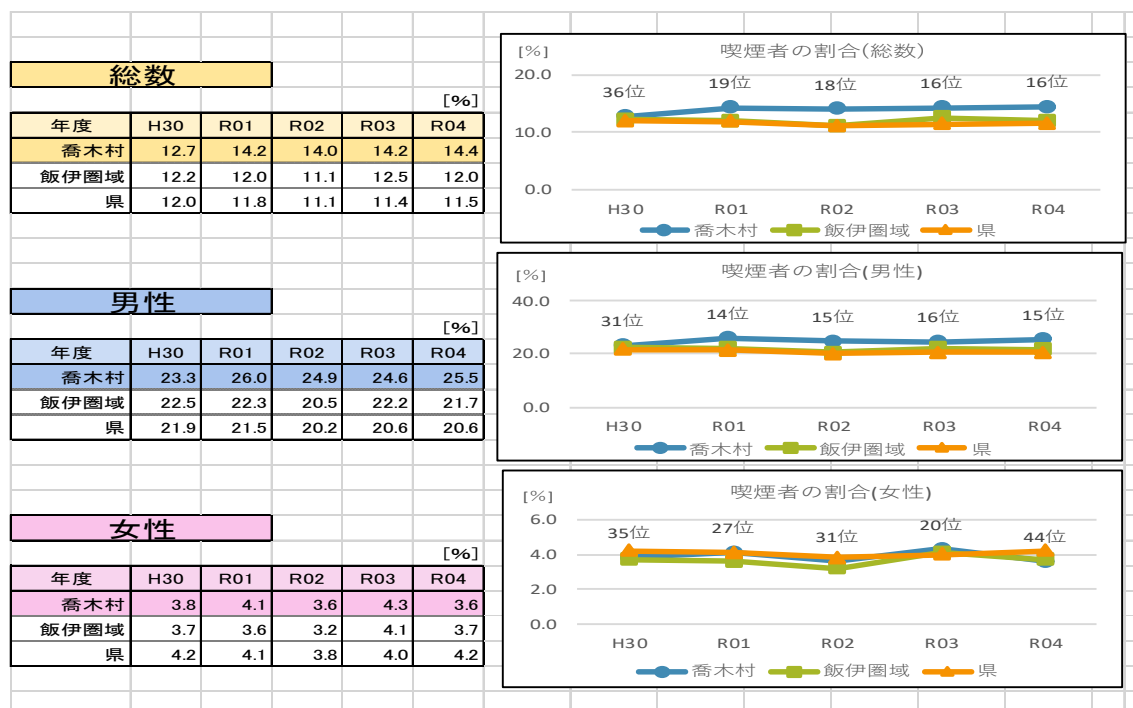 総数
[%]
年度 H30 R01 R02 R03 R04
喬木村 12.7 14.2 14.0 14.2 14.4
飯伊圏域 12.2 12.0 11.1 12.5 12.0
県 12.0 11.8 11.1 11.4 11.5
[%] 喫煙者の割合(総数)
20.0
10.0
0.0
36位 19位 18位 16位 16位
H30 R01 R02 R03 R04
喬木村 飯伊圏域 県
男性
[%]
年度 H30 R01 R02 R03 R04
喬木村 23.3 26.0 24.9 24.6 25.5
飯伊圏域 22.5 22.3 20.5 22.2 21.7
県 21.9 21.5 20.2 20.6 20.6
[%] 喫煙者の割合(男性)
40.0
20.0
0.0
31位 14位 15位 16位 15位
H30 R01 R02 R03 R04
喬木村 飯伊圏域 県
女性
[%]
年度 H30 R01 R02 R03 R04
喬木村 3.8 4.1 3.6 4.3 3.6
飯伊圏域 3.7 3.6 3.2 4.1 3.7
県 4.2 4.1 3.8 4.0 4.2
[%] 喫煙者の割合(女性)
6.0
4.0
2.0
0.0
35位 27位 31位 20位 44位
H30 R01 R02 R03 R04
喬木村 飯伊圏域 県